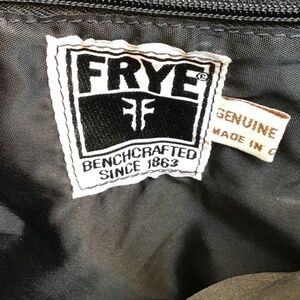 FRYE®
BENCHCRAFTED
SINCE 1863
GENUINE
MADE IN